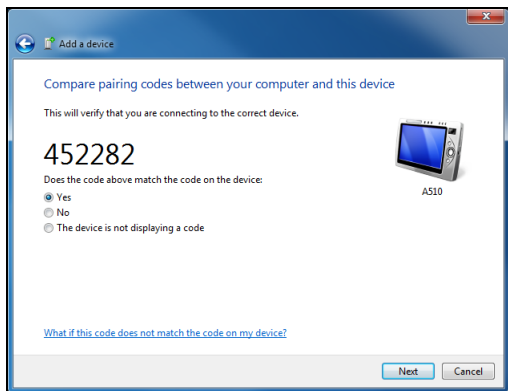 Add a device
Compare pairing codes between your computer and this device
This will verify that you are connecting to the correct device.
452282
Does the code above match the code on the device:
Yes
No
The device is not displaying a code
A510
What if this code does not match the code on my device?
Next Cancel